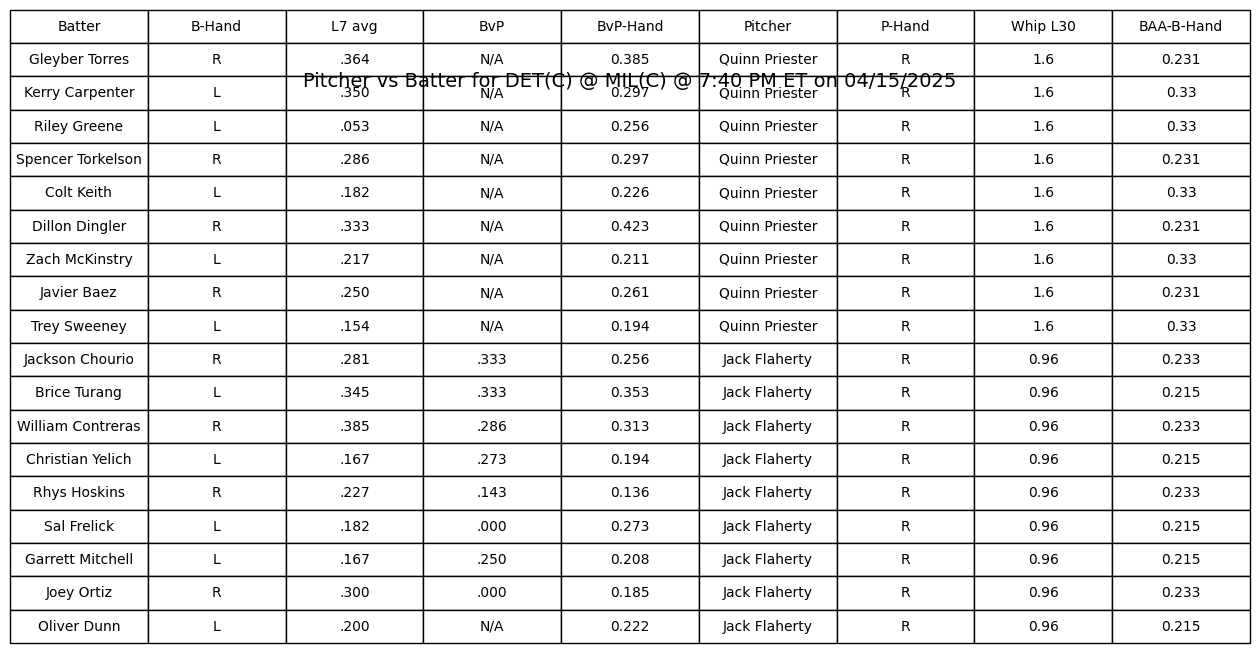 Batter B-Hand L7 avg BvP BvP-Hand Pitcher P-Hand Whip L30 BAA-B-Hand
Gleyber Torres R .364 N/A 0.385 Quinn Priester R 1.6 0.231
Pitcher vs Batter for DET(C) @ MIL(C) @ 7:40 PM ET on 04/15/2025
Kerry Carpenter L .350 N/A 0.297 Quinn Priester R 1.6 0.33
Riley Greene L .053 N/A 0.256 Quinn Priester R 1.6 0.33
Spencer Torkelson R .286 N/A 0.297 Quinn Priester R 1.6 0.231
Colt Keith L .182 N/A 0.226 Quinn Priester R 1.6 0.33
Dillon Dingler R .333 N/A 0.423 Quinn Priester R 1.6 0.231
Zach McKinstry L .217 N/A 0.211 Quinn Priester R 1.6 0.33
Javier Baez R .250 N/A 0.261 Quinn Priester R 1.6 0.231
Trey Sweeney L .154 N/A 0.194 Quinn Priester R 1.6 0.33
Jackson Chourio R .281 .333 0.256 Jack Flaherty R 0.96 0.233
Brice Turang L .345 .333 0.353 Jack Flaherty R 0.96 0.215
William Contreras R .385 .286 0.313 Jack Flaherty R 0.96 0.233
Christian Yelich L .167 .273 0.194 Jack Flaherty R 0.96 0.215
Rhys Hoskins R .227 .143 0.136 Jack Flaherty R 0.96 0.233
Sal Frelick L .182 .000 0.273 Jack Flaherty R 0.96 0.215
Garrett Mitchell L .167 .250 0.208 Jack Flaherty R 0.96 0.215
Joey Ortiz R .300 .000 0.185 Jack Flaherty R 0.96 0.233
Oliver Dunn L .200 N/A 0.222 Jack Flaherty R 0.96 0.215